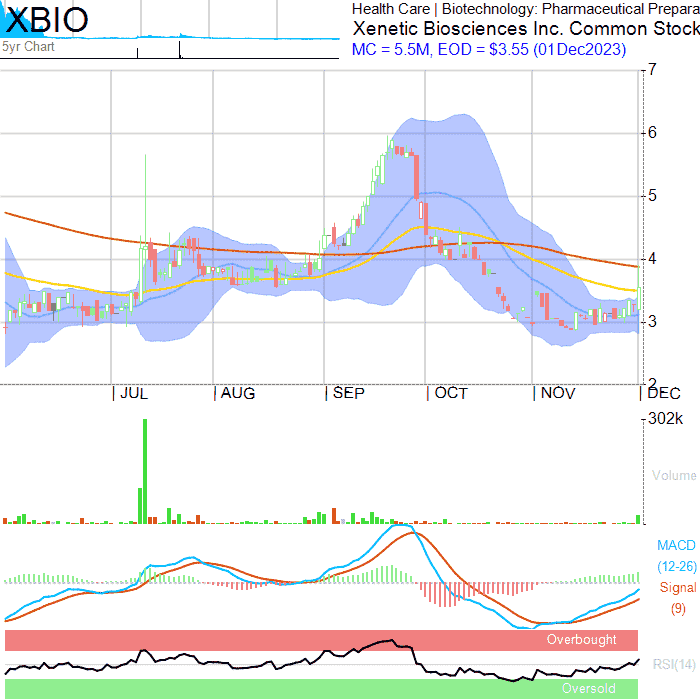 XBIO
5yr Chart
Health Care | Biotechnology: Pharmaceutical Prepara
Xenetic Biosciences Inc. Common Stock
MC = 5.5M, EOD = $3.55 (01Dec2023)
7
6
5
4
3
2
| JUL | AUG | SEP | OCT | NOV | DEC
302k
Volume
MACD
(12-26)
Signal
(9)
Overbought
RSI(14)
Oversold